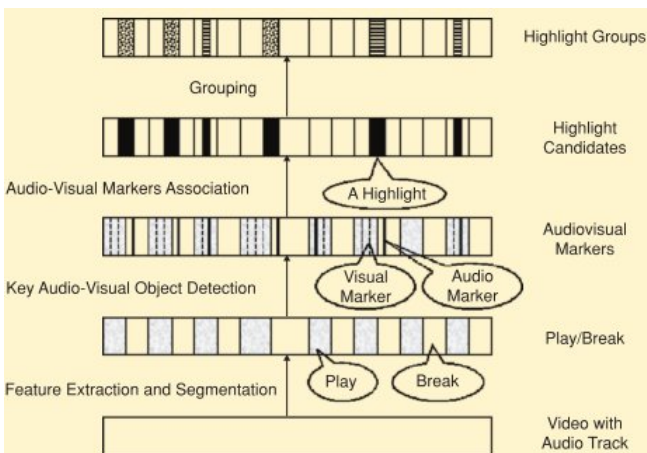 Highlight Groups
Grouping
Highlight
Candidates
Audio-Visual Markers Association
A Highlight
Audiovisual
Markers
Visual
Marker
Audio
Marker
Key Audio-Visual Object Detection
Play/Break
Play
Break
Feature Extraction and Segmentation
Video with
Audio Track